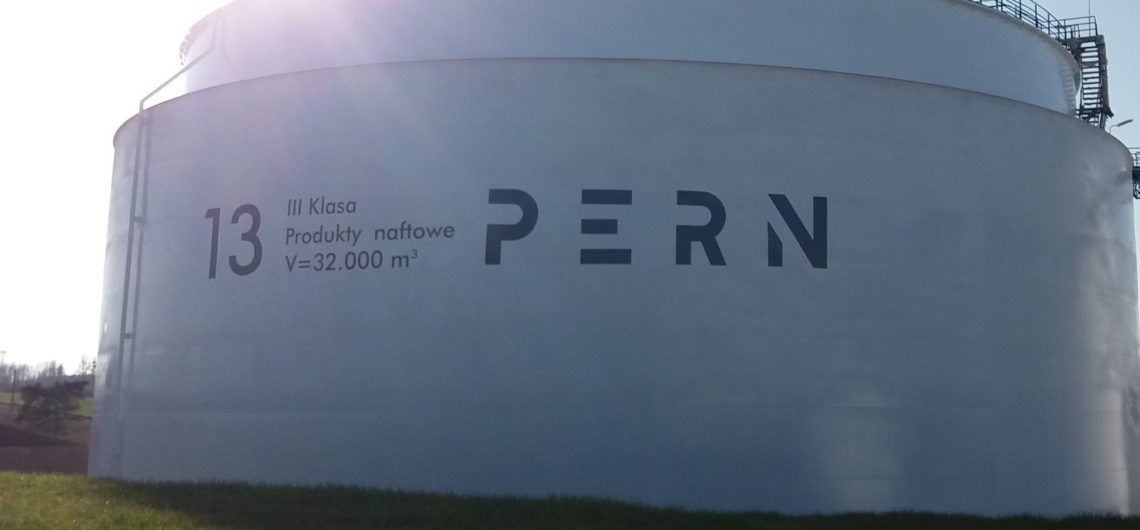 13
III Klasa
Produkty naftowe
V=32.000 m³
PERN